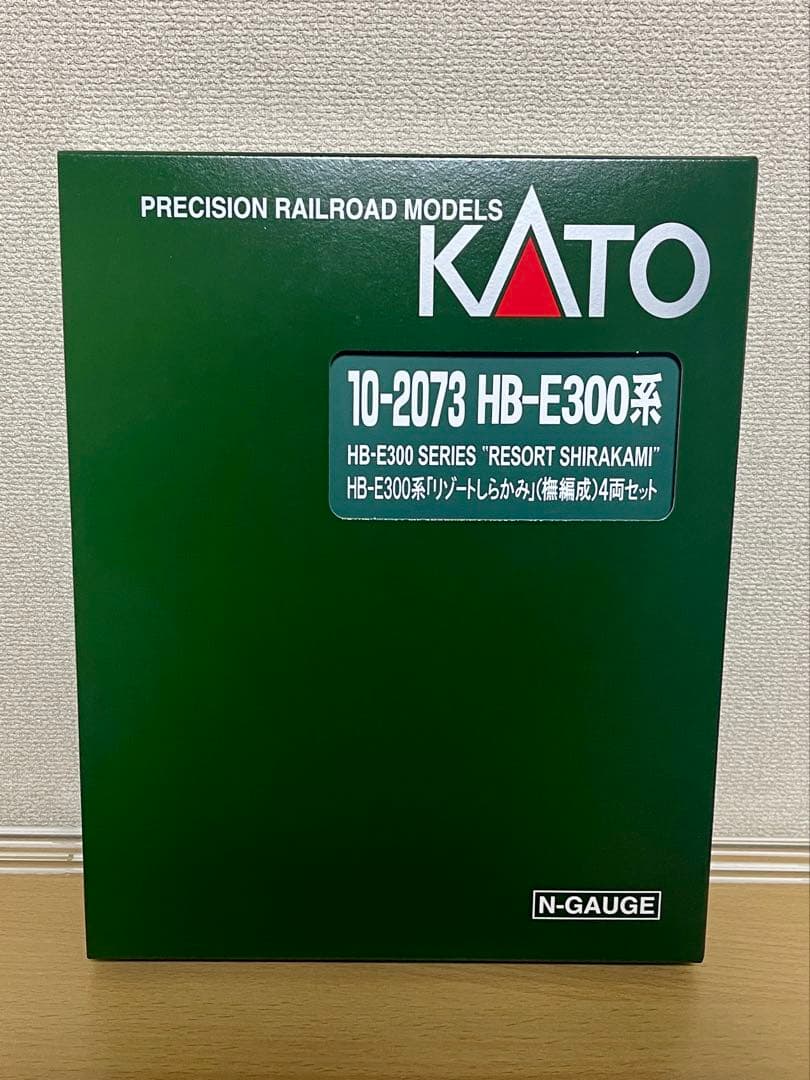 PRECISION RAILROAD MODELS
KATO
10-2073 HB-E300系
HB-E300 SERIES "RESORT SHIRAKAMI"
HB-E300系「リゾートしらかみ」(橅編成)4両セット
N-GAUGE